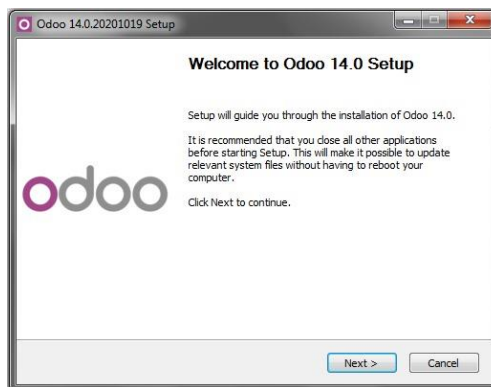 Odoo 14.0.20201019 Setup
Welcome to Odoo 14.0 Setup
Setup will guide you through the installation of Odoo 14.0.
It is recommended that you close all other applications
before starting Setup. This will make it possible to update
relevant system files without having to reboot your
computer.
Click Next to continue.
odoo
Next >
Cancel